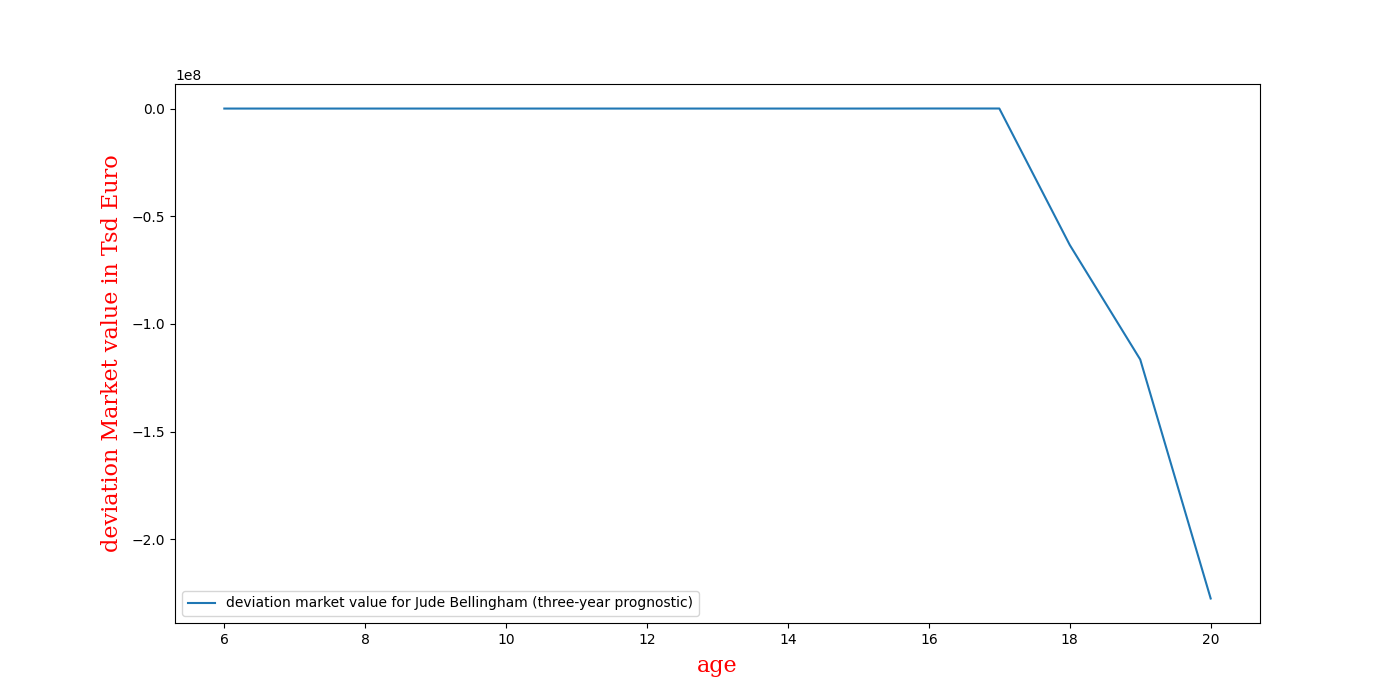 1e8
0.0
−0.5
−1.0
−1.5
−2.0
deviation Market value in Tsd Euro
deviation market value for Jude Bellingham (three-year prognostic)
6 8 10 12 14 16 18 20
age